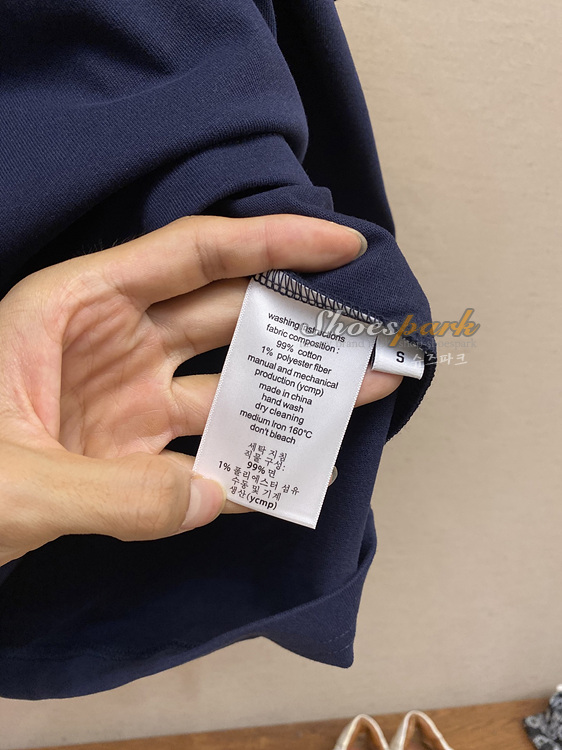 washing instractions
fabric composition :
99% cotton
1% polyester fiber
manual and mechanical
production (ycmp)
made in china
hand wash
dry cleaning
medium Iron 160°C
don't bleach
세탁 지침
직물 구성:
99% 면
1% 폴리에스터 섬유
수동 및 기계
생산(ycmp)
S
Shoespark
슈즈파크